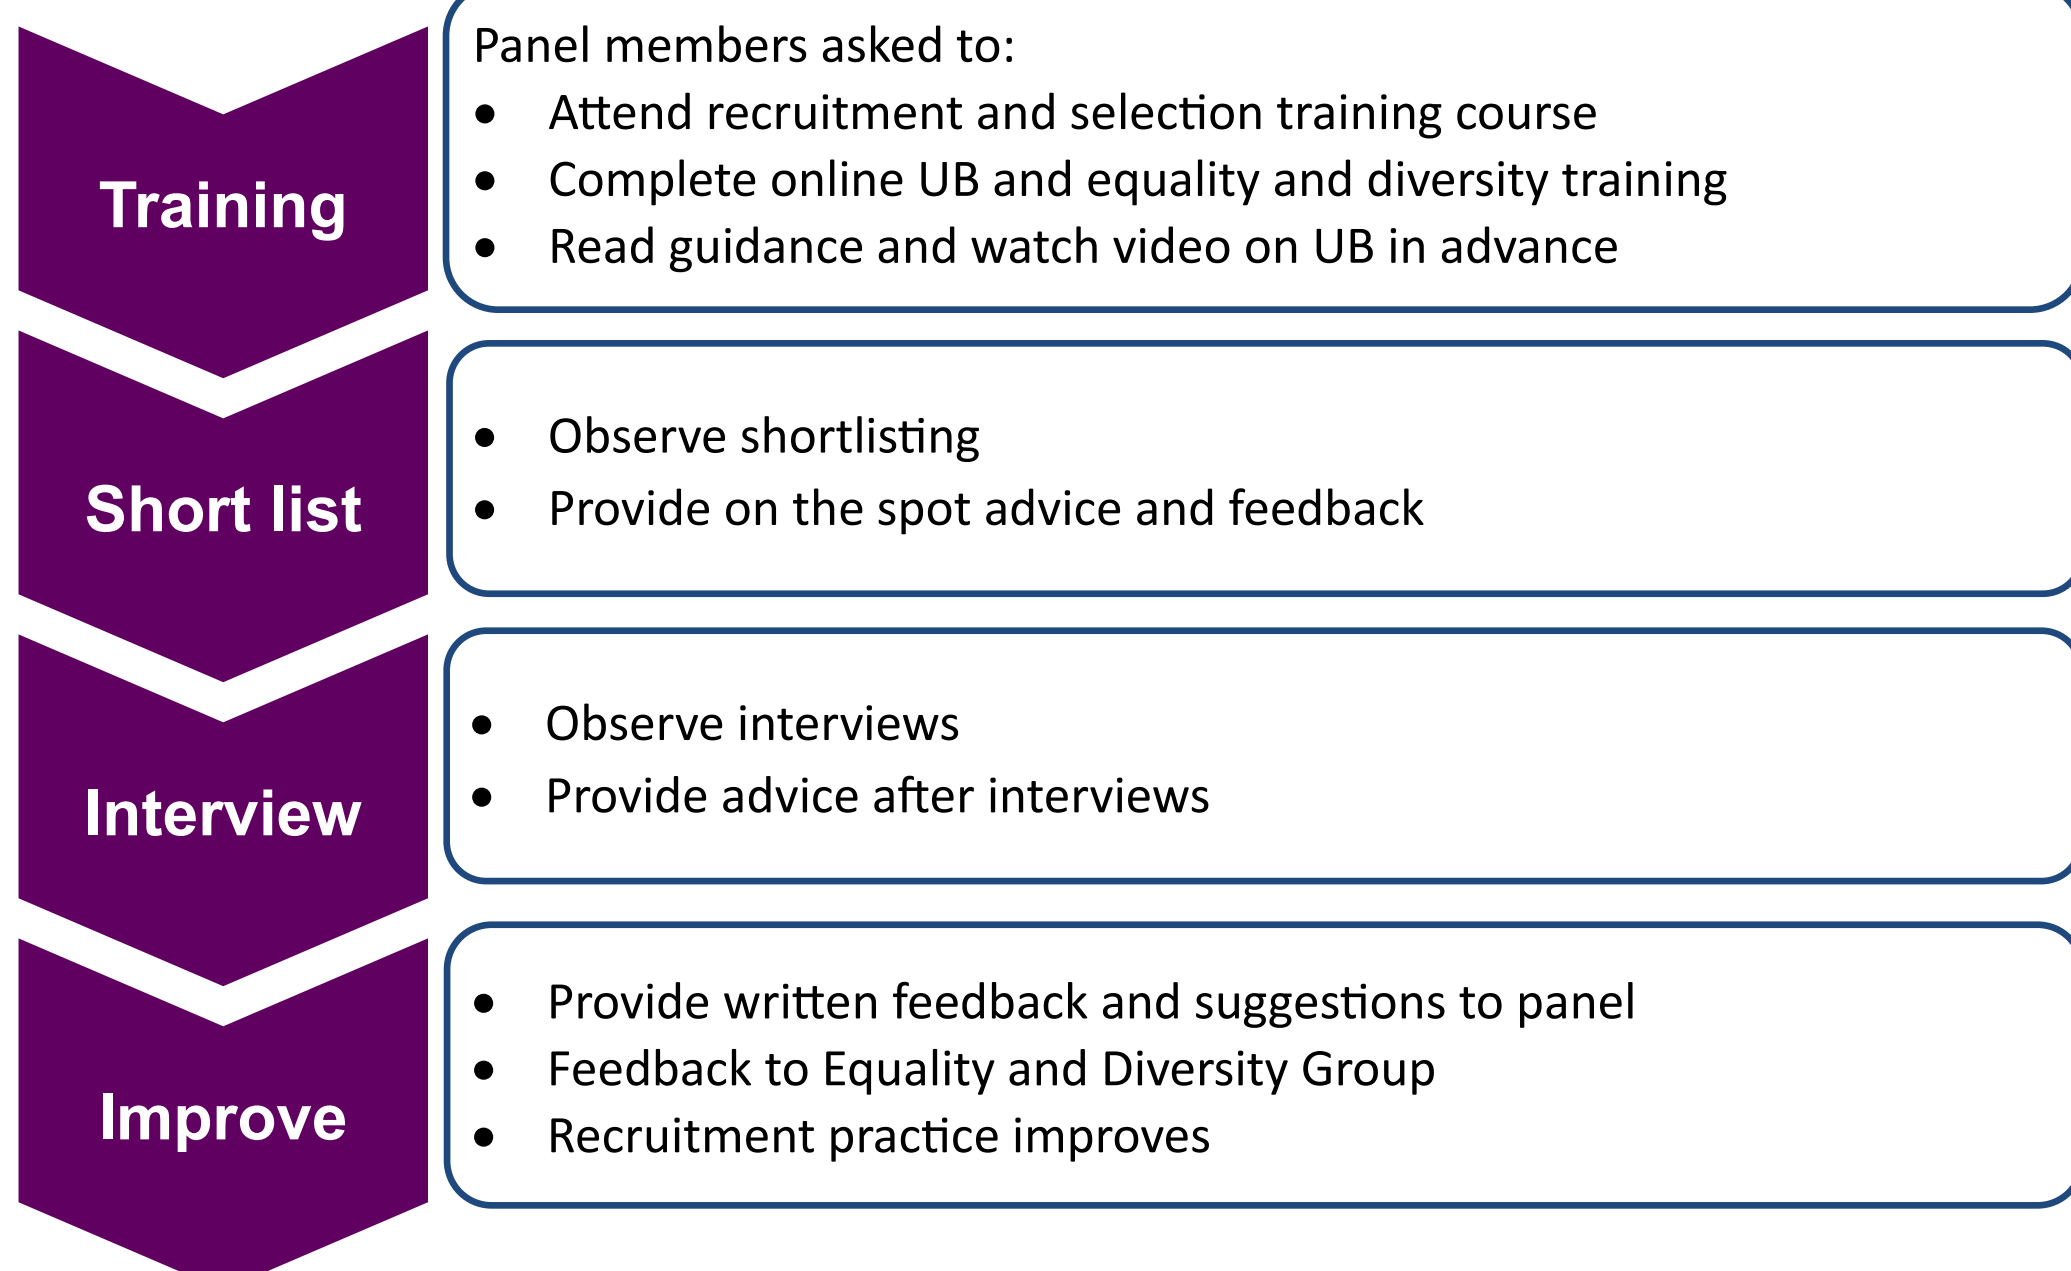 Training
Panel members asked to:
• Attend recruitment and selection training course
• Complete online UB and equality and diversity training
• Read guidance and watch video on UB in advance
Short list
• Observe shortlisting
• Provide on the spot advice and feedback
Interview
• Observe interviews
• Provide advice after interviews
Improve
• Provide written feedback and suggestions to panel
• Feedback to Equality and Diversity Group
• Recruitment practice improves